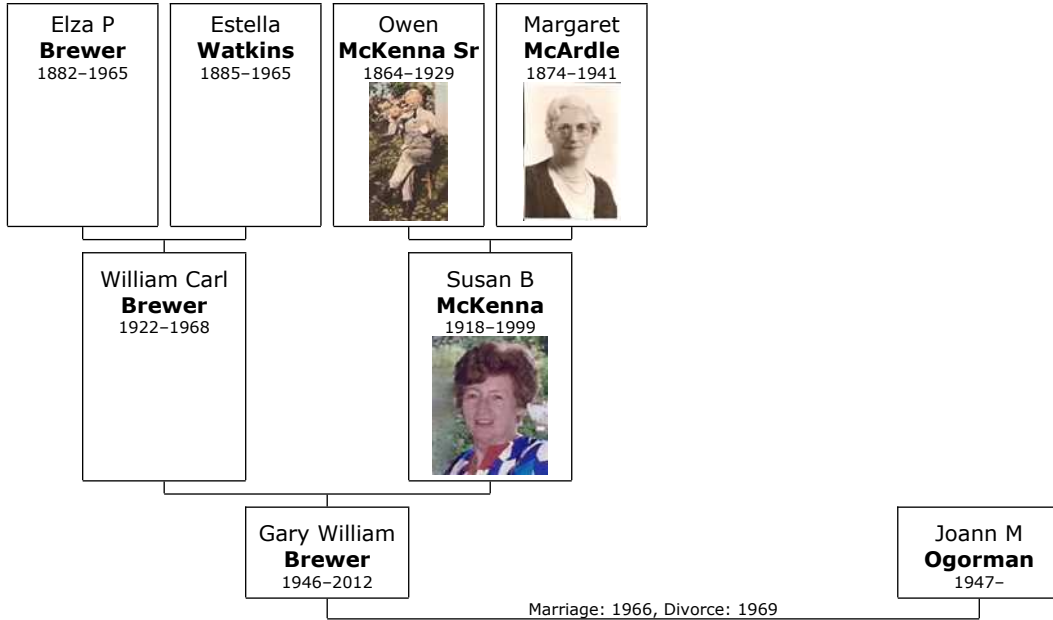 Elza P
Brewer
1882–1965
Estella
Watkins
1885–1965
Owen
McKenna Sr
1864–1929
Margaret
McArdle
1874–1941
William Carl
Brewer
1922–1968
Susan B
McKenna
1918–1999
Gary William
Brewer
1946–2012
Joann M
Ogorman
1947–
Marriage: 1966, Divorce: 1969